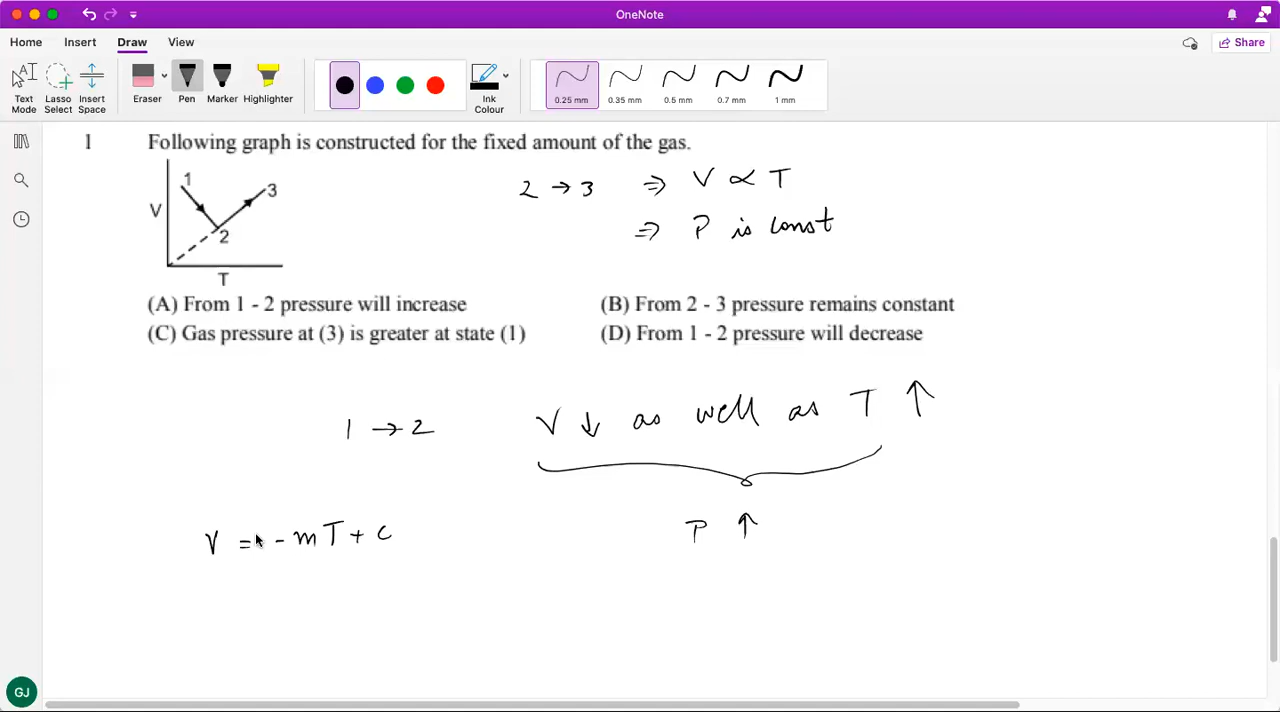 OneNote
Home Insert Draw View
Share
Text Mode
Lasso Select
Insert Space
Eraser
Pen
Marker
Highlighter
Ink Colour
0.25 mm
0.35 mm
0.5 mm
0.7 mm
1 mm
1 Following graph is constructed for the fixed amount of the gas.
V
1
2
3
T
2 → 3 ⇒ V ∝ T
⇒ P is const
(A) From 1 - 2 pressure will increase
(B) From 2 - 3 pressure remains constant
(C) Gas pressure at (3) is greater at state (1)
(D) From 1 - 2 pressure will decrease
1 → 2 V ↓ as well as T ↑
P ↑
V = - mT + c
GJ